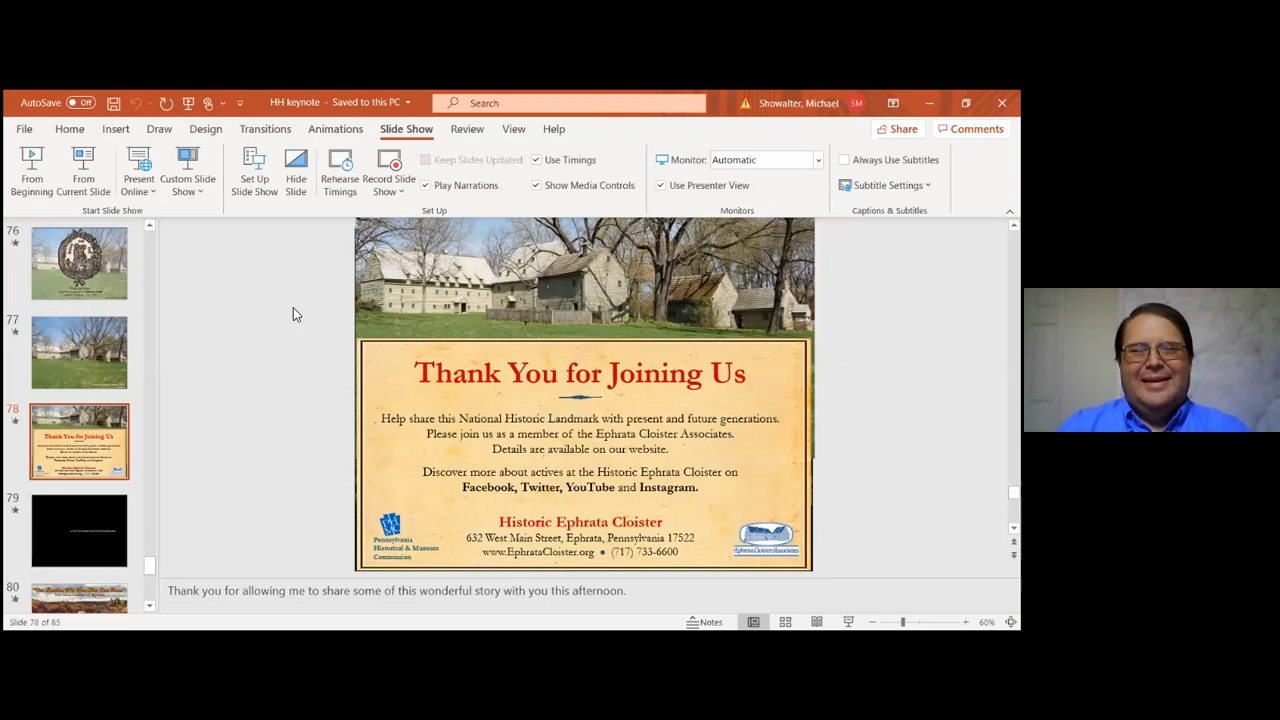 AutoSave Off HH keynote - Saved to this PC Search Showalter, Michael SM
File Home Insert Draw Design Transitions Animations Slide Show Review View Help Share Comments
From Beginning
From Current Slide
Present Online
Custom Slide Show
Set Up Slide Show
Hide Slide
Rehearse Timings
Record Slide Show
Keep Slides Updated
Use Timings
Play Narrations
Show Media Controls
Monitor: Automatic
Use Presenter View
Always Use Subtitles
Subtitle Settings
Start Slide Show Set Up Monitors Captions & Subtitles
76
77
78
Thank You for Joining Us
79
80
Thank You for Joining Us
Help share this National Historic Landmark with present and future generations.
Please join us as a member of the Ephrata Cloister Associates.
Details are available on our website.
Discover more about actives at the Historic Ephrata Cloister on
Facebook, Twitter, YouTube and Instagram.
Historic Ephrata Cloister
632 West Main Street, Ephrata, Pennsylvania 17522
www.EphrataCloister.org • (717) 733-6600
Pennsylvania
Historical & Museum
Commission
Ephrata Cloister Associates
Thank you for allowing me to share some of this wonderful story with you this afternoon.
Slide 78 of 85 Notes 60%